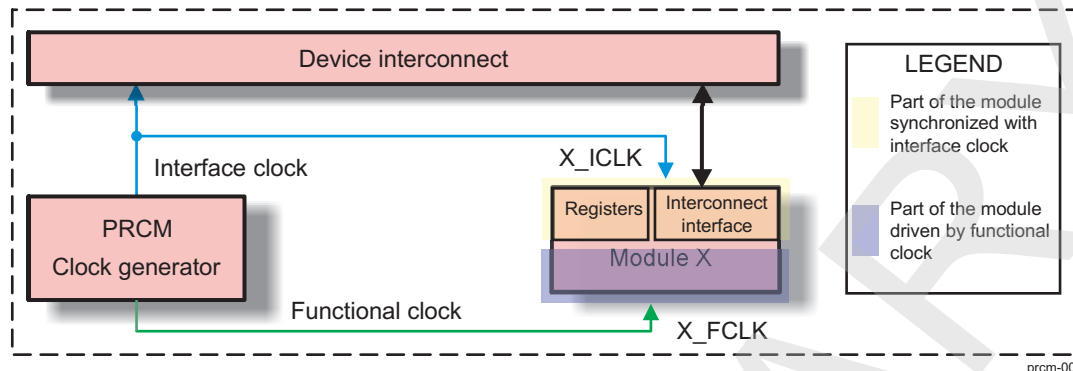 Device interconnect
LEGEND
Part of the module
synchronized with
interface clock
X_ICLK
Interface clock
Registers
Interconnect
interface
PRCM
Clock generator
Module X
Part of the module
driven by functional
clock
Functional clock
X_FCLK